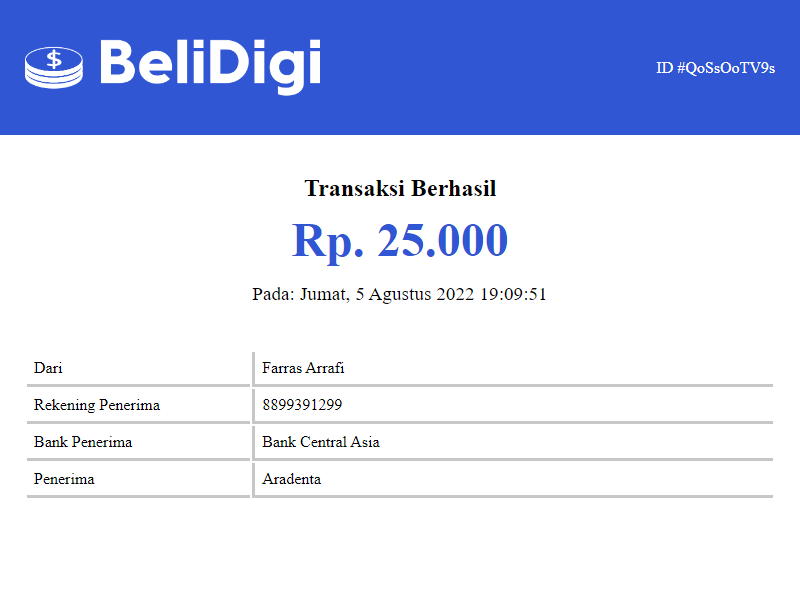 BeliDigi
ID #QoSsOoTV9s
Transaksi Berhasil
Rp. 25.000
Pada: Jumat, 5 Agustus 2022 19:09:51
Dari Farras Arrafi
Rekening Penerima 8899391299
Bank Penerima Bank Central Asia
Penerima Aradenta